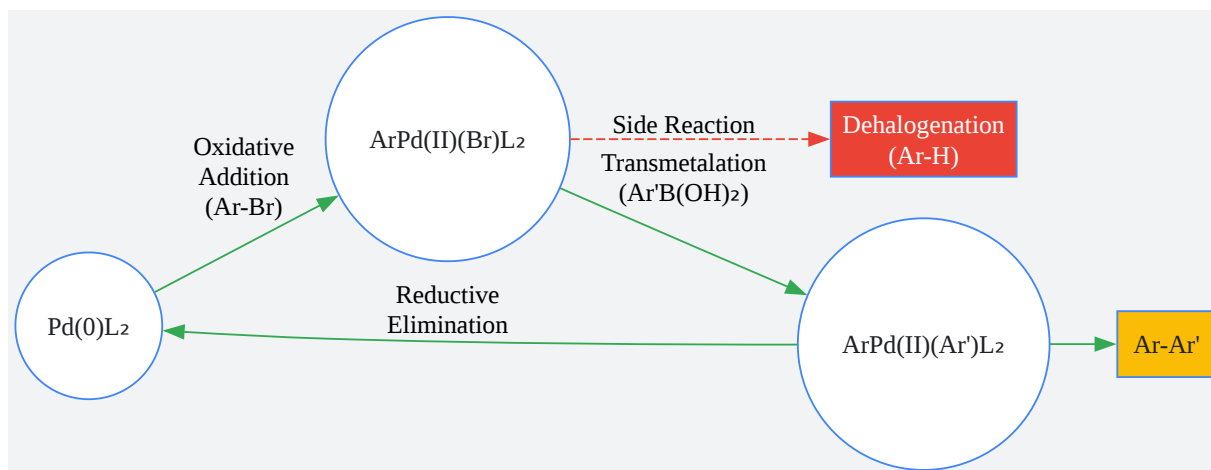 ArPd(II)(Br)L₂
Side Reaction
Dehalogenation
(Ar-H)
Oxidative
Addition
(Ar-Br)
Transmetalation
(Ar'B(OH)₂)
Pd(0)L₂
Reductive
Elimination
ArPd(II)(Ar')L₂
Ar-Ar'